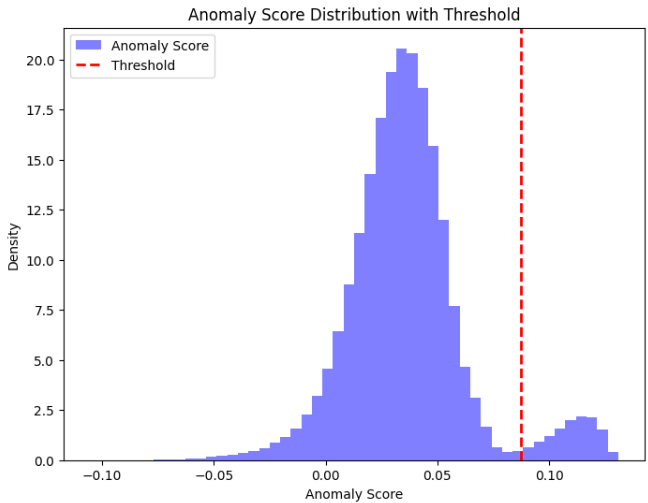 Anomaly Score Distribution with Threshold
Anomaly Score
Threshold
20.0
17.5
15.0
12.5
10.0
7.5
5.0
2.5
0.0
Density
−0.10
−0.05
0.00
0.05
0.10
Anomaly Score